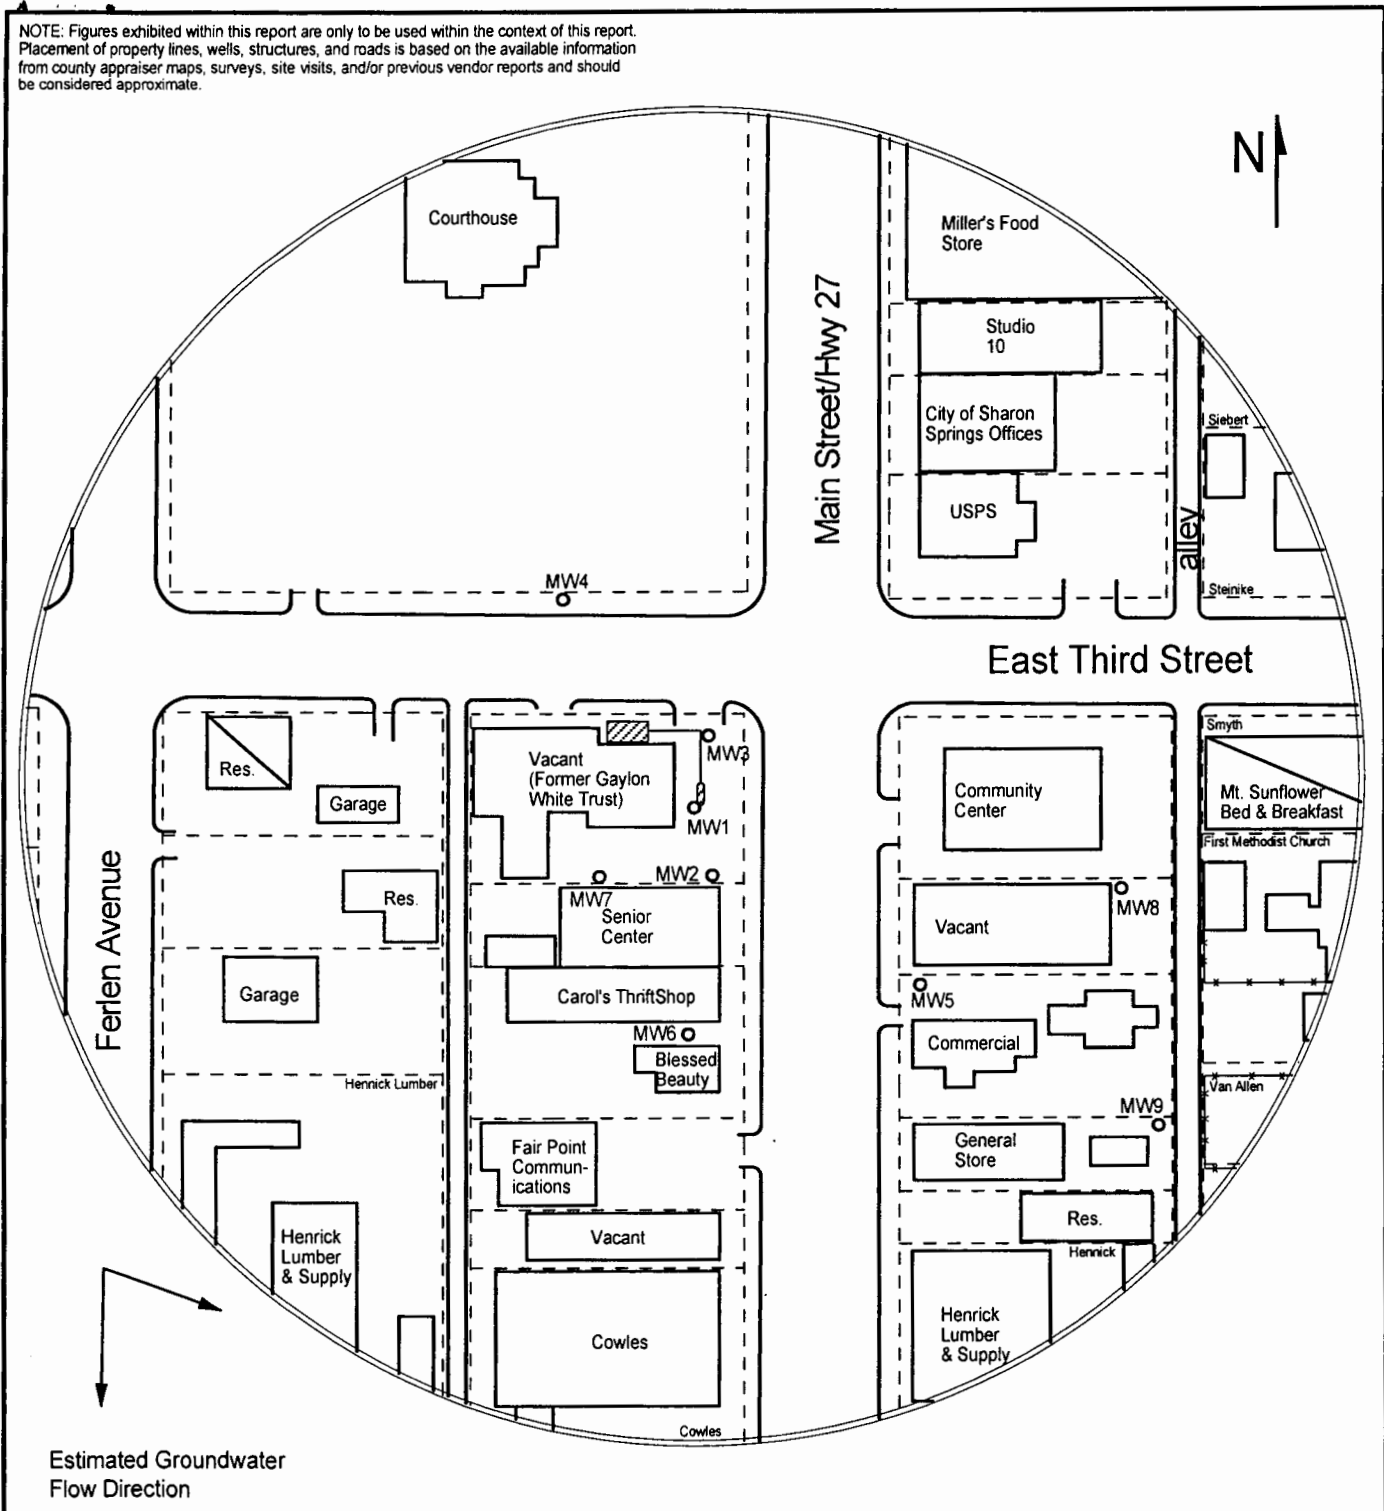 NOTE: Figures exhibited within this report are only to be used within the context of this report.
Placement of property lines, wells, structures, and roads is based on the available information
from county appraiser maps, surveys, site visits, and/or previous vendor reports and should
be considered approximate.
N
Courthouse
Miller's Food
Store
Main Street/Hwy 27
Studio
10
City of Sharon
Springs Offices
Siebert
USPS
alley
MW4
Steinike
East Third Street
Smyth
Res.
Vacant
(Former Gaylon
White Trust)
MW3
Garage
MW1
Community
Center
Mt. Sunflower
Bed & Breakfast
First Methodist Church
Ferlen Avenue
Res.
MW7
MW2
Senior
Center
MW8
Vacant
Garage
Carol's ThriftShop
MW5
MW6
Blessed
Beauty
Commercial
Hennick Lumber
Van Allen
MW9
Fair Point
Commun-
ications
General
Store
Henrick
Lumber
& Supply
Vacant
Res.
Hennick
Cowles
Henrick
Lumber
& Supply
Cowles
Estimated Groundwater
Flow Direction